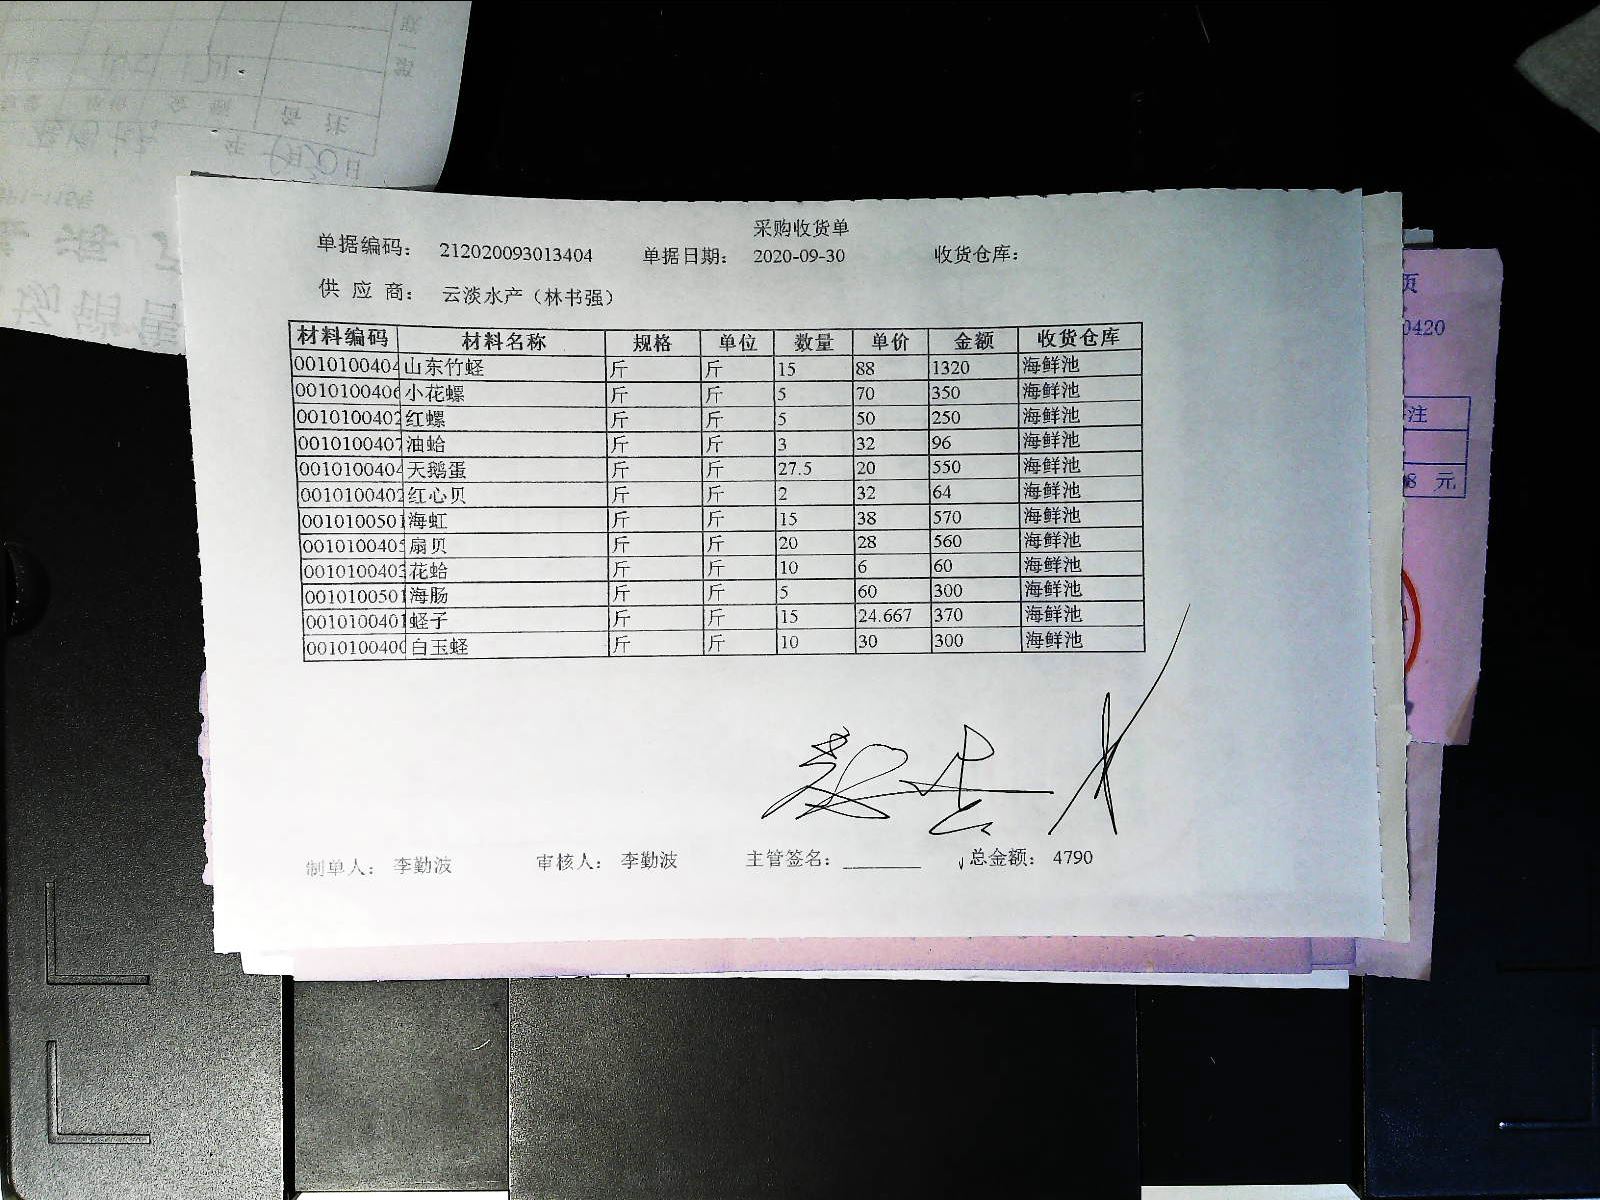 采购收货单
单据编码： 212020093013404 单据日期： 2020-09-30 收货仓库：
供 应 商： 云淡水产（林书强）
材料编码 材料名称 规格 单位 数量 单价 金额 收货仓库
0010100404 山东竹蛏 斤 斤 15 88 1320 海鲜池
001010040 小花螺 斤 斤 5 70 350 海鲜池
0010100402 红螺 斤 斤 5 50 250 海鲜池
0010100407 油蛤 斤 斤 3 32 96 海鲜池
0010100404 天鹅蛋 斤 斤 27.5 20 550 海鲜池
0010100402 红心贝 斤 斤 2 32 64 海鲜池
0010100501 海虹 斤 斤 15 38 570 海鲜池
0010100405 扇贝 斤 斤 20 28 560 海鲜池
0010100403 花蛤 斤 斤 10 6 60 海鲜池
0010100501 海肠 斤 斤 5 60 300 海鲜池
0010100401 蛏子 斤 斤 15 24.667 370 海鲜池
001010040 白玉蛏 斤 斤 10 30 300 海鲜池
制单人： 李勤波 审核人： 李勤波 主管签名： 总金额： 4790
页
0420
注
元